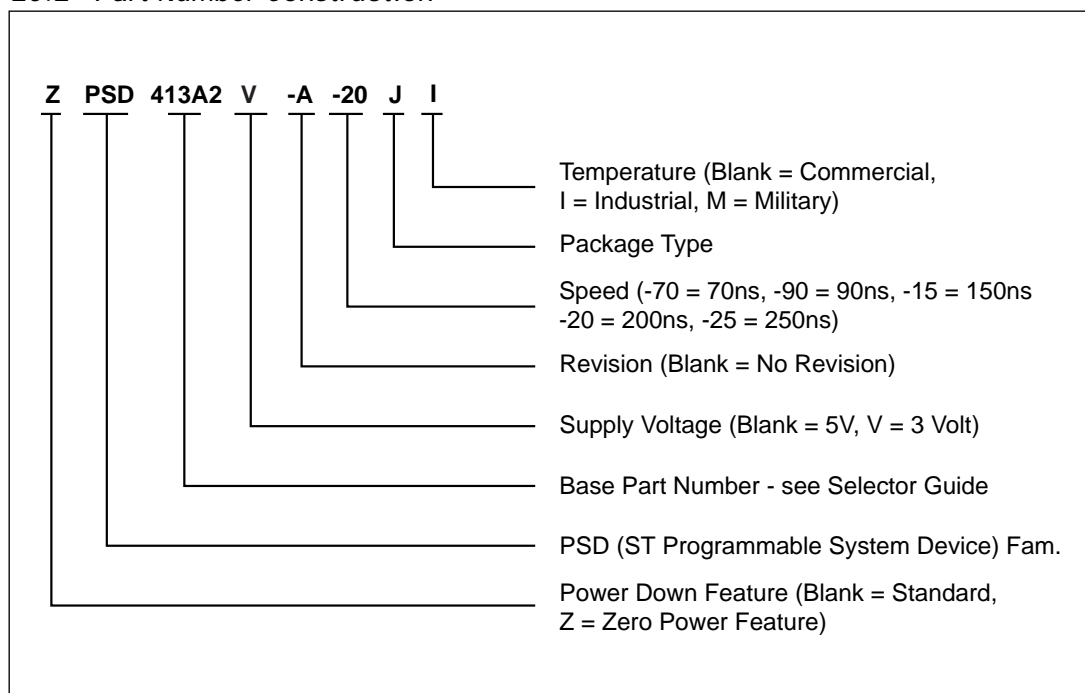 Z PSD 413A2 V -A -20 J I
Temperature (Blank = Commercial,
I = Industrial, M = Military)
Package Type
Speed (-70 = 70ns, -90 = 90ns, -15 = 150ns
-20 = 200ns, -25 = 250ns)
Revision (Blank = No Revision)
Supply Voltage (Blank = 5V, V = 3 Volt)
Base Part Number - see Selector Guide
PSD (ST Programmable System Device) Fam.
Power Down Feature (Blank = Standard,
Z = Zero Power Feature)